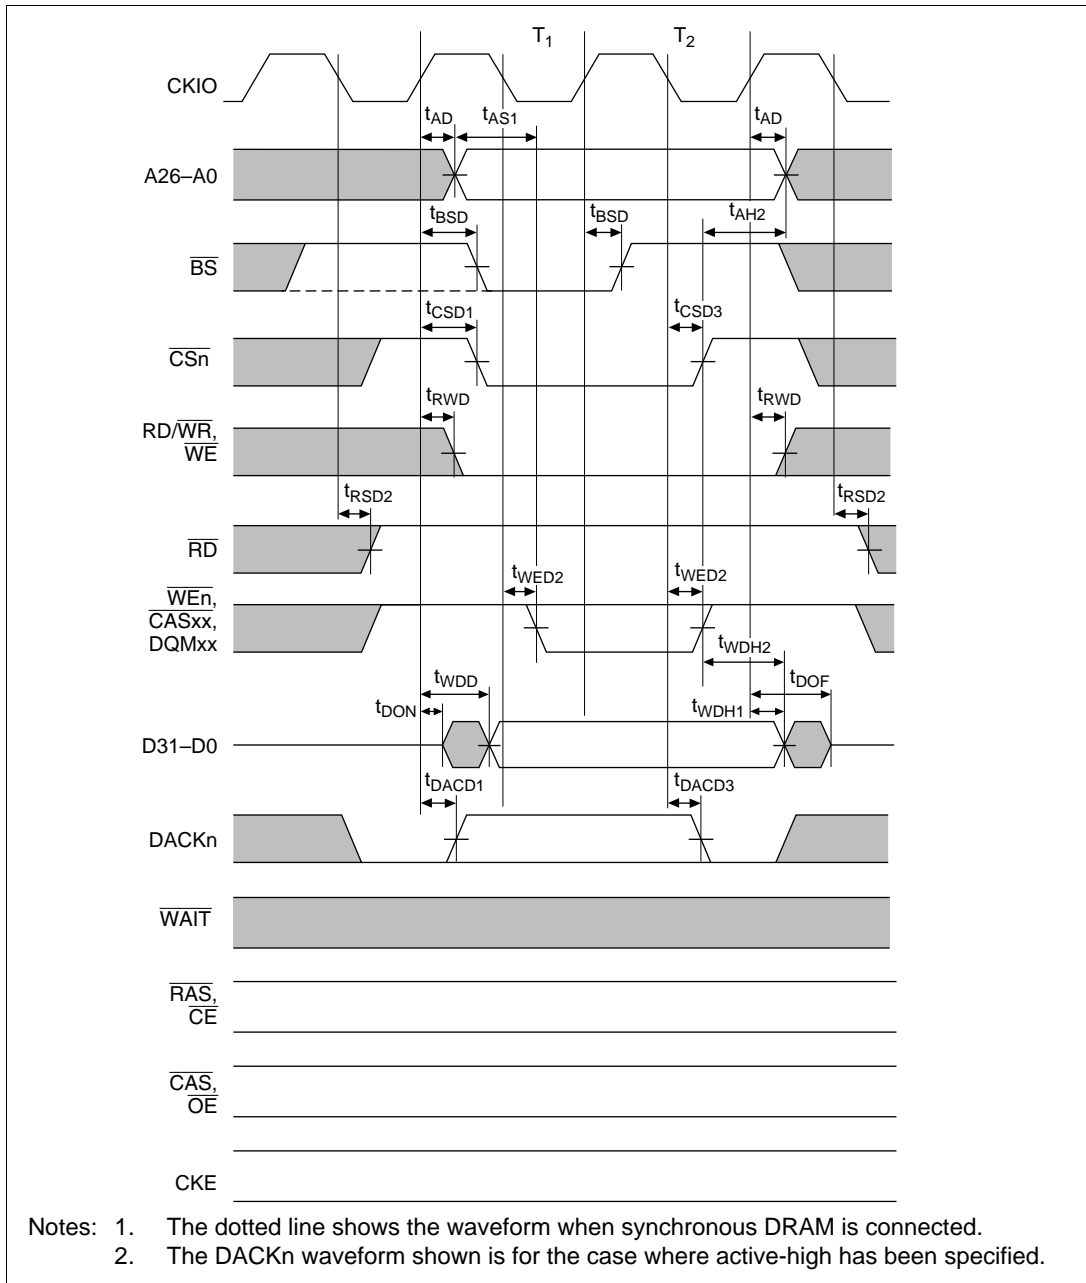 T1 T2
CKIO
tAD tAS1 tAD
A26–A0
tBSD tBSD tAH2
BS
tCSD1 tCSD3
CSn
tRWD tRWD
RD/WR,
WE
tRSD2 tRSD2
RD
tWED2 tWED2
WEn,
CASxx,
DQMxx
tWDH2
tWDD tDOF
tDON tWDH1
D31–D0
tDACD1 tDACD3
DACKn
WAIT
RAS,
CE
CAS,
OE
CKE
Notes: 1. The dotted line shows the waveform when synchronous DRAM is connected.
2. The DACKn waveform shown is for the case where active-high has been specified.